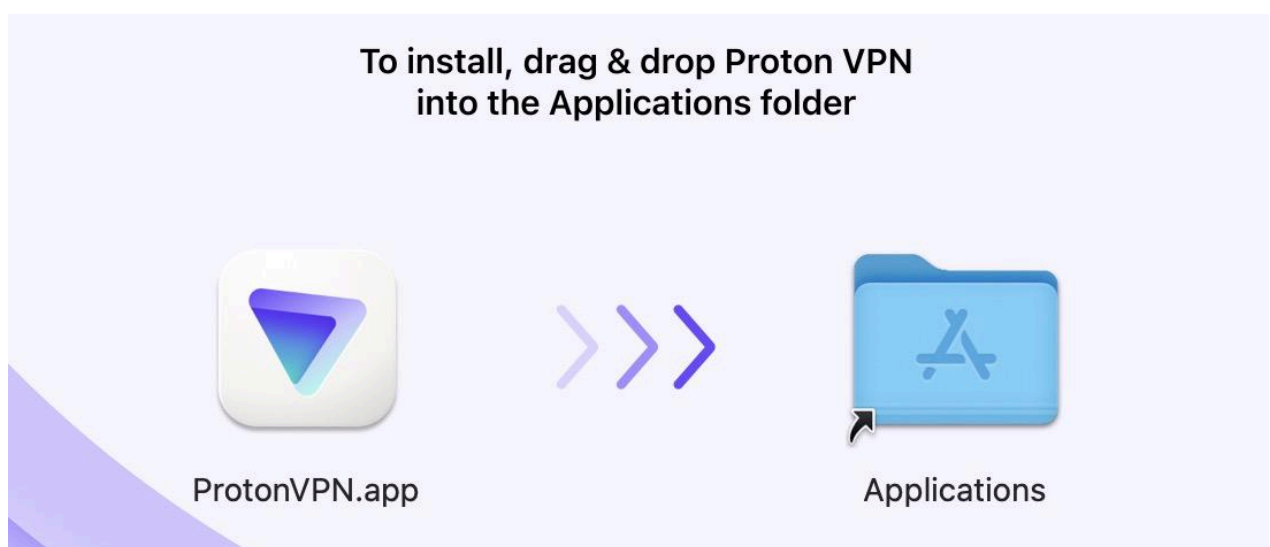 To install, drag & drop Proton VPN
into the Applications folder
ProtonVPN.app
Applications